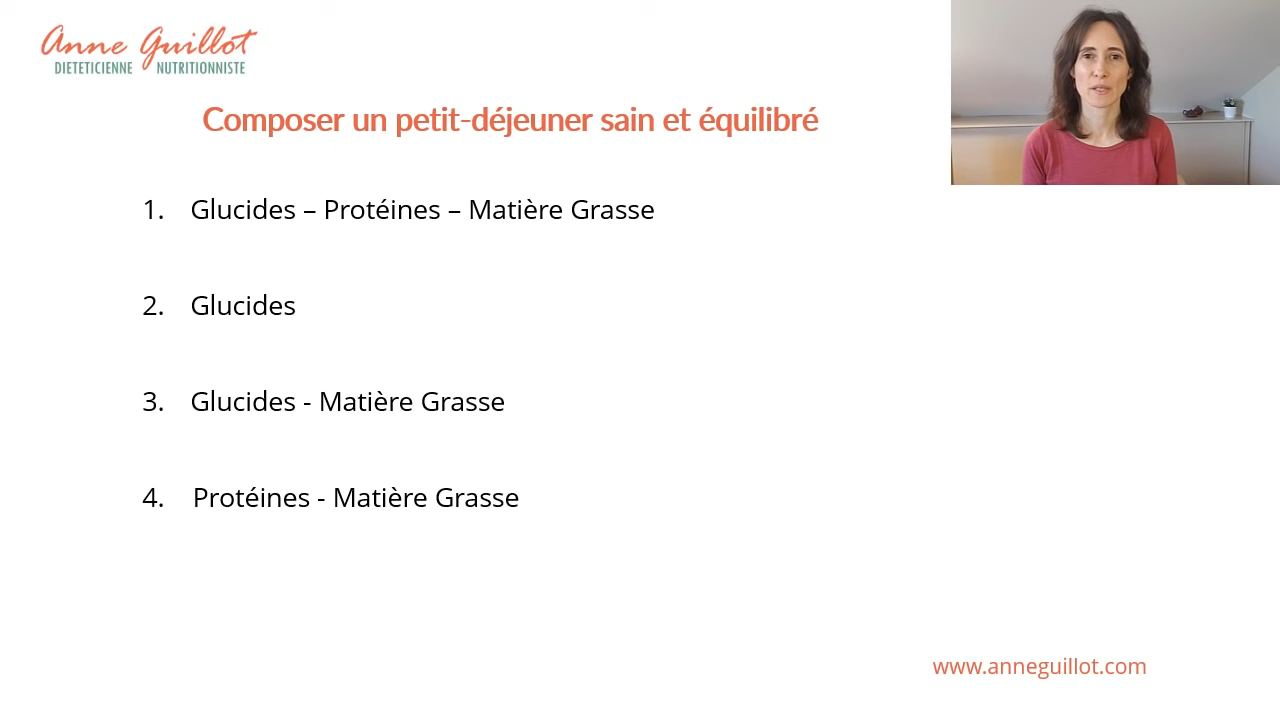 Anne Guillot
DIETETICIENNE NUTRITIONNISTE
Composer un petit-déjeuner sain et équilibré
1. Glucides – Protéines – Matière Grasse
2. Glucides
3. Glucides - Matière Grasse
4. Protéines - Matière Grasse
www.anneguillot.com